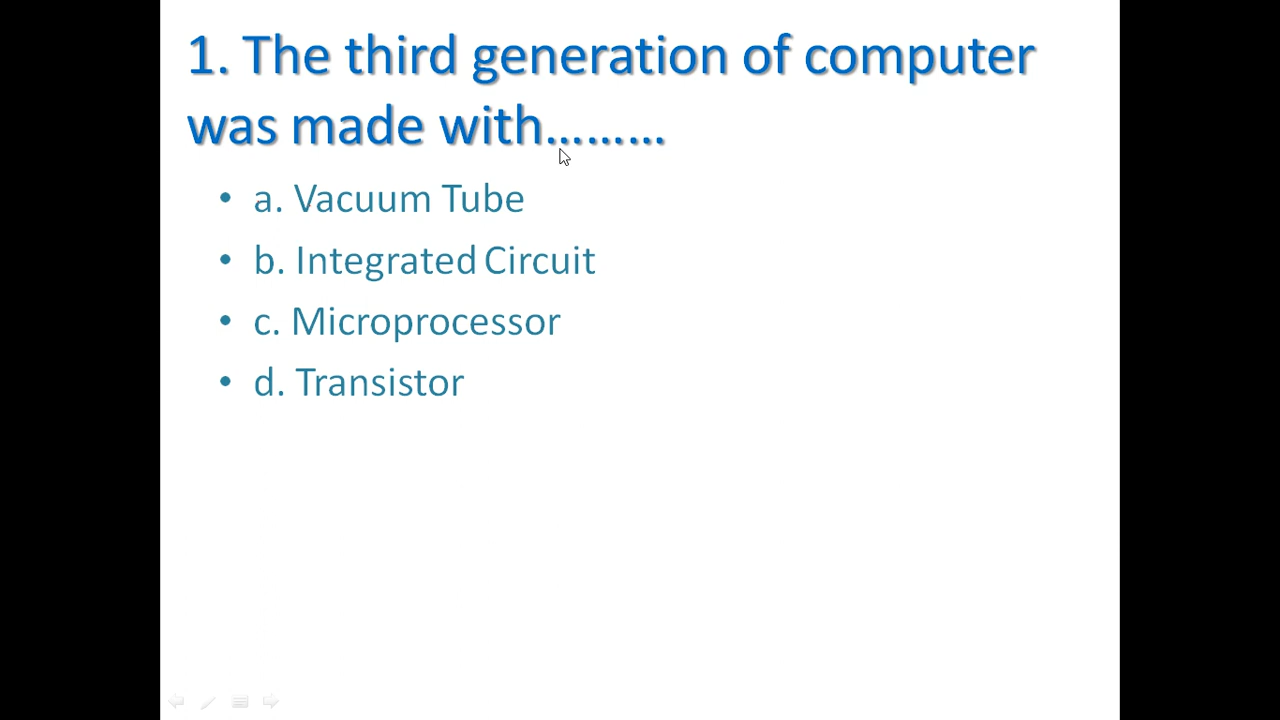 1. The third generation of computer
was made with.........
• a. Vacuum Tube
• b. Integrated Circuit
• c. Microprocessor
• d. Transistor